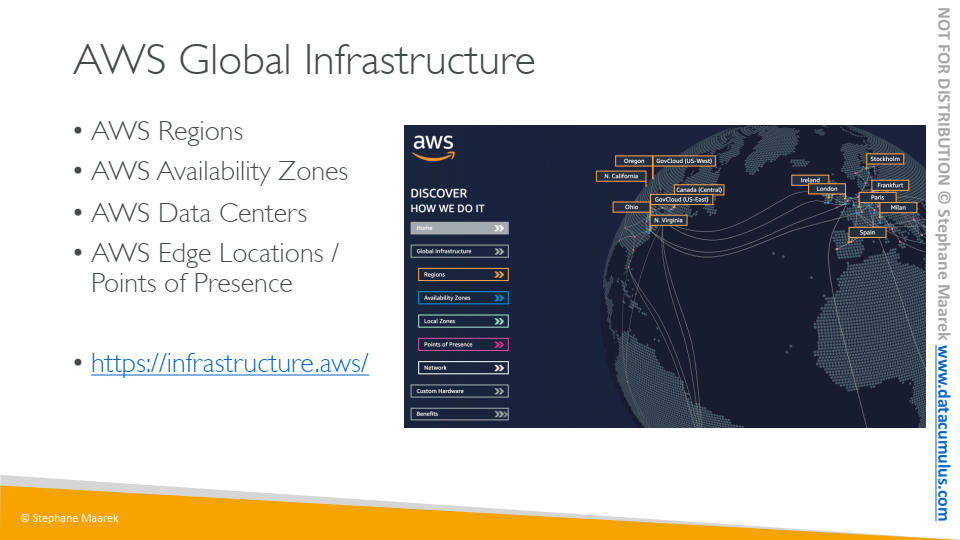 AWS Global Infrastructure
• AWS Regions
• AWS Availability Zones
• AWS Data Centers
• AWS Edge Locations /
Points of Presence
• https://infrastructure.aws/
aws
DISCOVER
HOW WE DO IT
Home
Global Infrastructure
Regions
Availability Zones
Local Zones
Points of Presence
Network
Custom Hardware
Benefits
Oregon
GovCloud (US-West)
N. California
Canada (Central)
GovCloud (US-East)
Ohio
N. Virginia
Stockholm
Ireland
London
Frankfurt
Paris
Milan
Spain
© Stephane Maarek
NOT FOR DISTRIBUTION © Stephane Maarek www.datacumulus.com